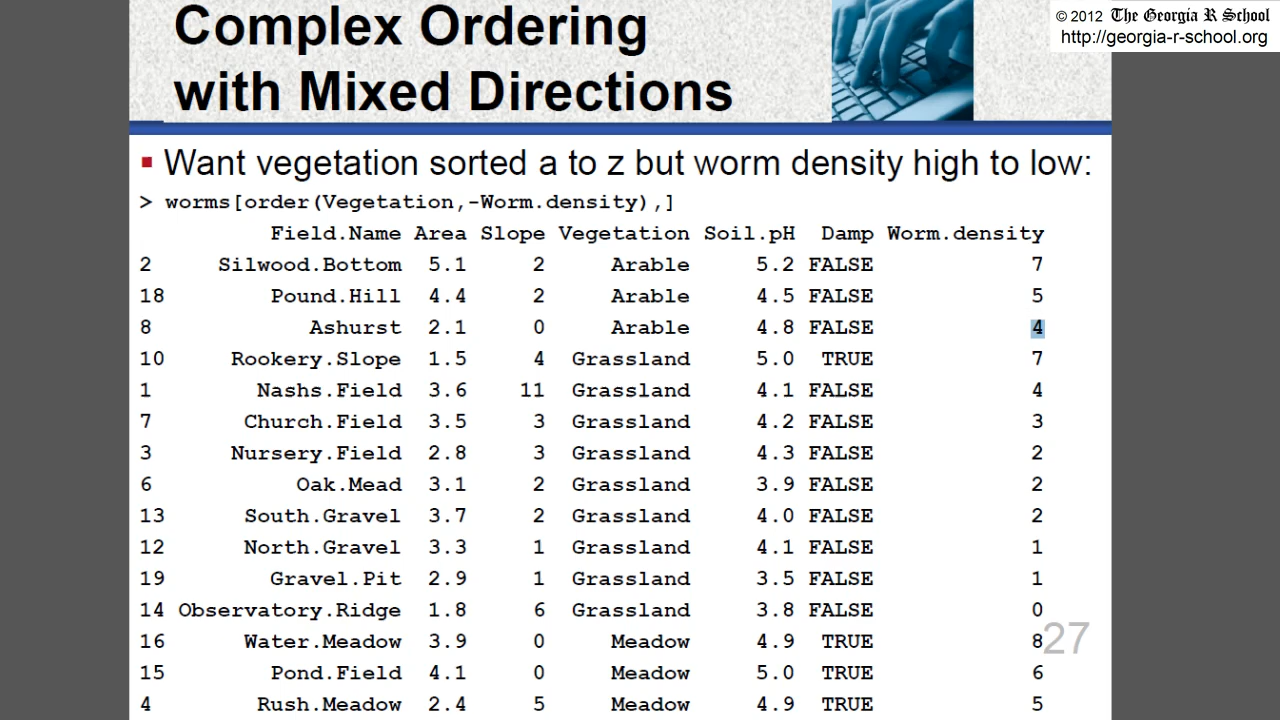 Complex Ordering
with Mixed Directions
© 2012 The Georgia R School
http://georgia-r-school.org
▪ Want vegetation sorted a to z but worm density high to low:
> worms[order(Vegetation,-Worm.density),]
Field.Name Area Slope Vegetation Soil.pH Damp Worm.density
2 Silwood.Bottom 5.1 2 Arable 5.2 FALSE 7
18 Pound.Hill 4.4 2 Arable 4.5 FALSE 5
8 Ashurst 2.1 0 Arable 4.8 FALSE 4
10 Rookery.Slope 1.5 4 Grassland 5.0 TRUE 7
1 Nashs.Field 3.6 11 Grassland 4.1 FALSE 4
7 Church.Field 3.5 3 Grassland 4.2 FALSE 3
3 Nursery.Field 2.8 3 Grassland 4.3 FALSE 2
6 Oak.Mead 3.1 2 Grassland 3.9 FALSE 2
13 South.Gravel 3.7 2 Grassland 4.0 FALSE 2
12 North.Gravel 3.3 1 Grassland 4.1 FALSE 1
19 Gravel.Pit 2.9 1 Grassland 3.5 FALSE 1
14 Observatory.Ridge 1.8 6 Grassland 3.8 FALSE 0
16 Water.Meadow 3.9 0 Meadow 4.9 TRUE 8
27
15 Pond.Field 4.1 0 Meadow 5.0 TRUE 6
4 Rush.Meadow 2.4 5 Meadow 4.9 TRUE 5